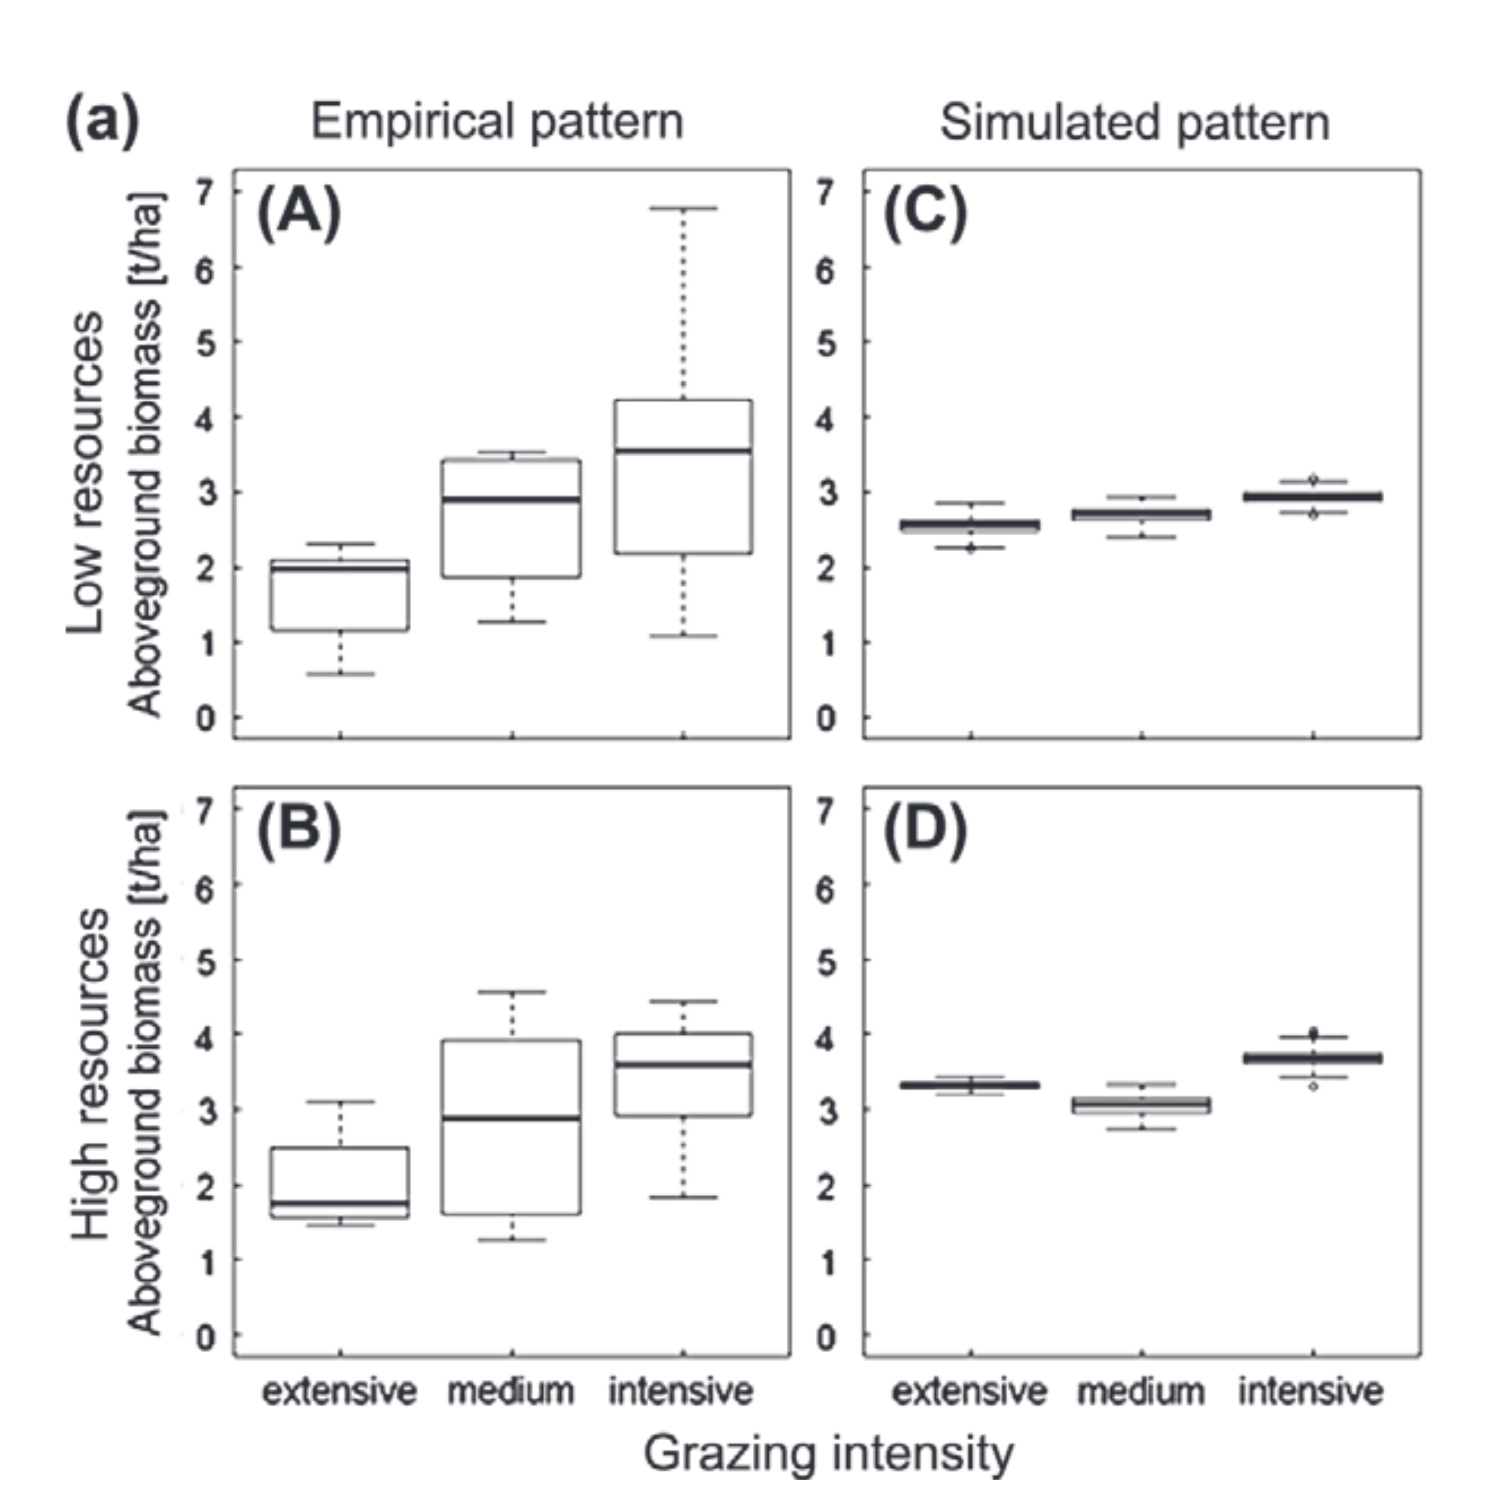 (a)
Empirical pattern
Simulated pattern
Low resources
Aboveground biomass [t/ha]
(A)
7
6
5
4
3
2
1
0
(C)
7
6
5
4
3
2
1
0
High resources
Aboveground biomass [t/ha]
(B)
7
6
5
4
3
2
1
0
(D)
7
6
5
4
3
2
1
0
extensive medium intensive
extensive medium intensive
Grazing intensity